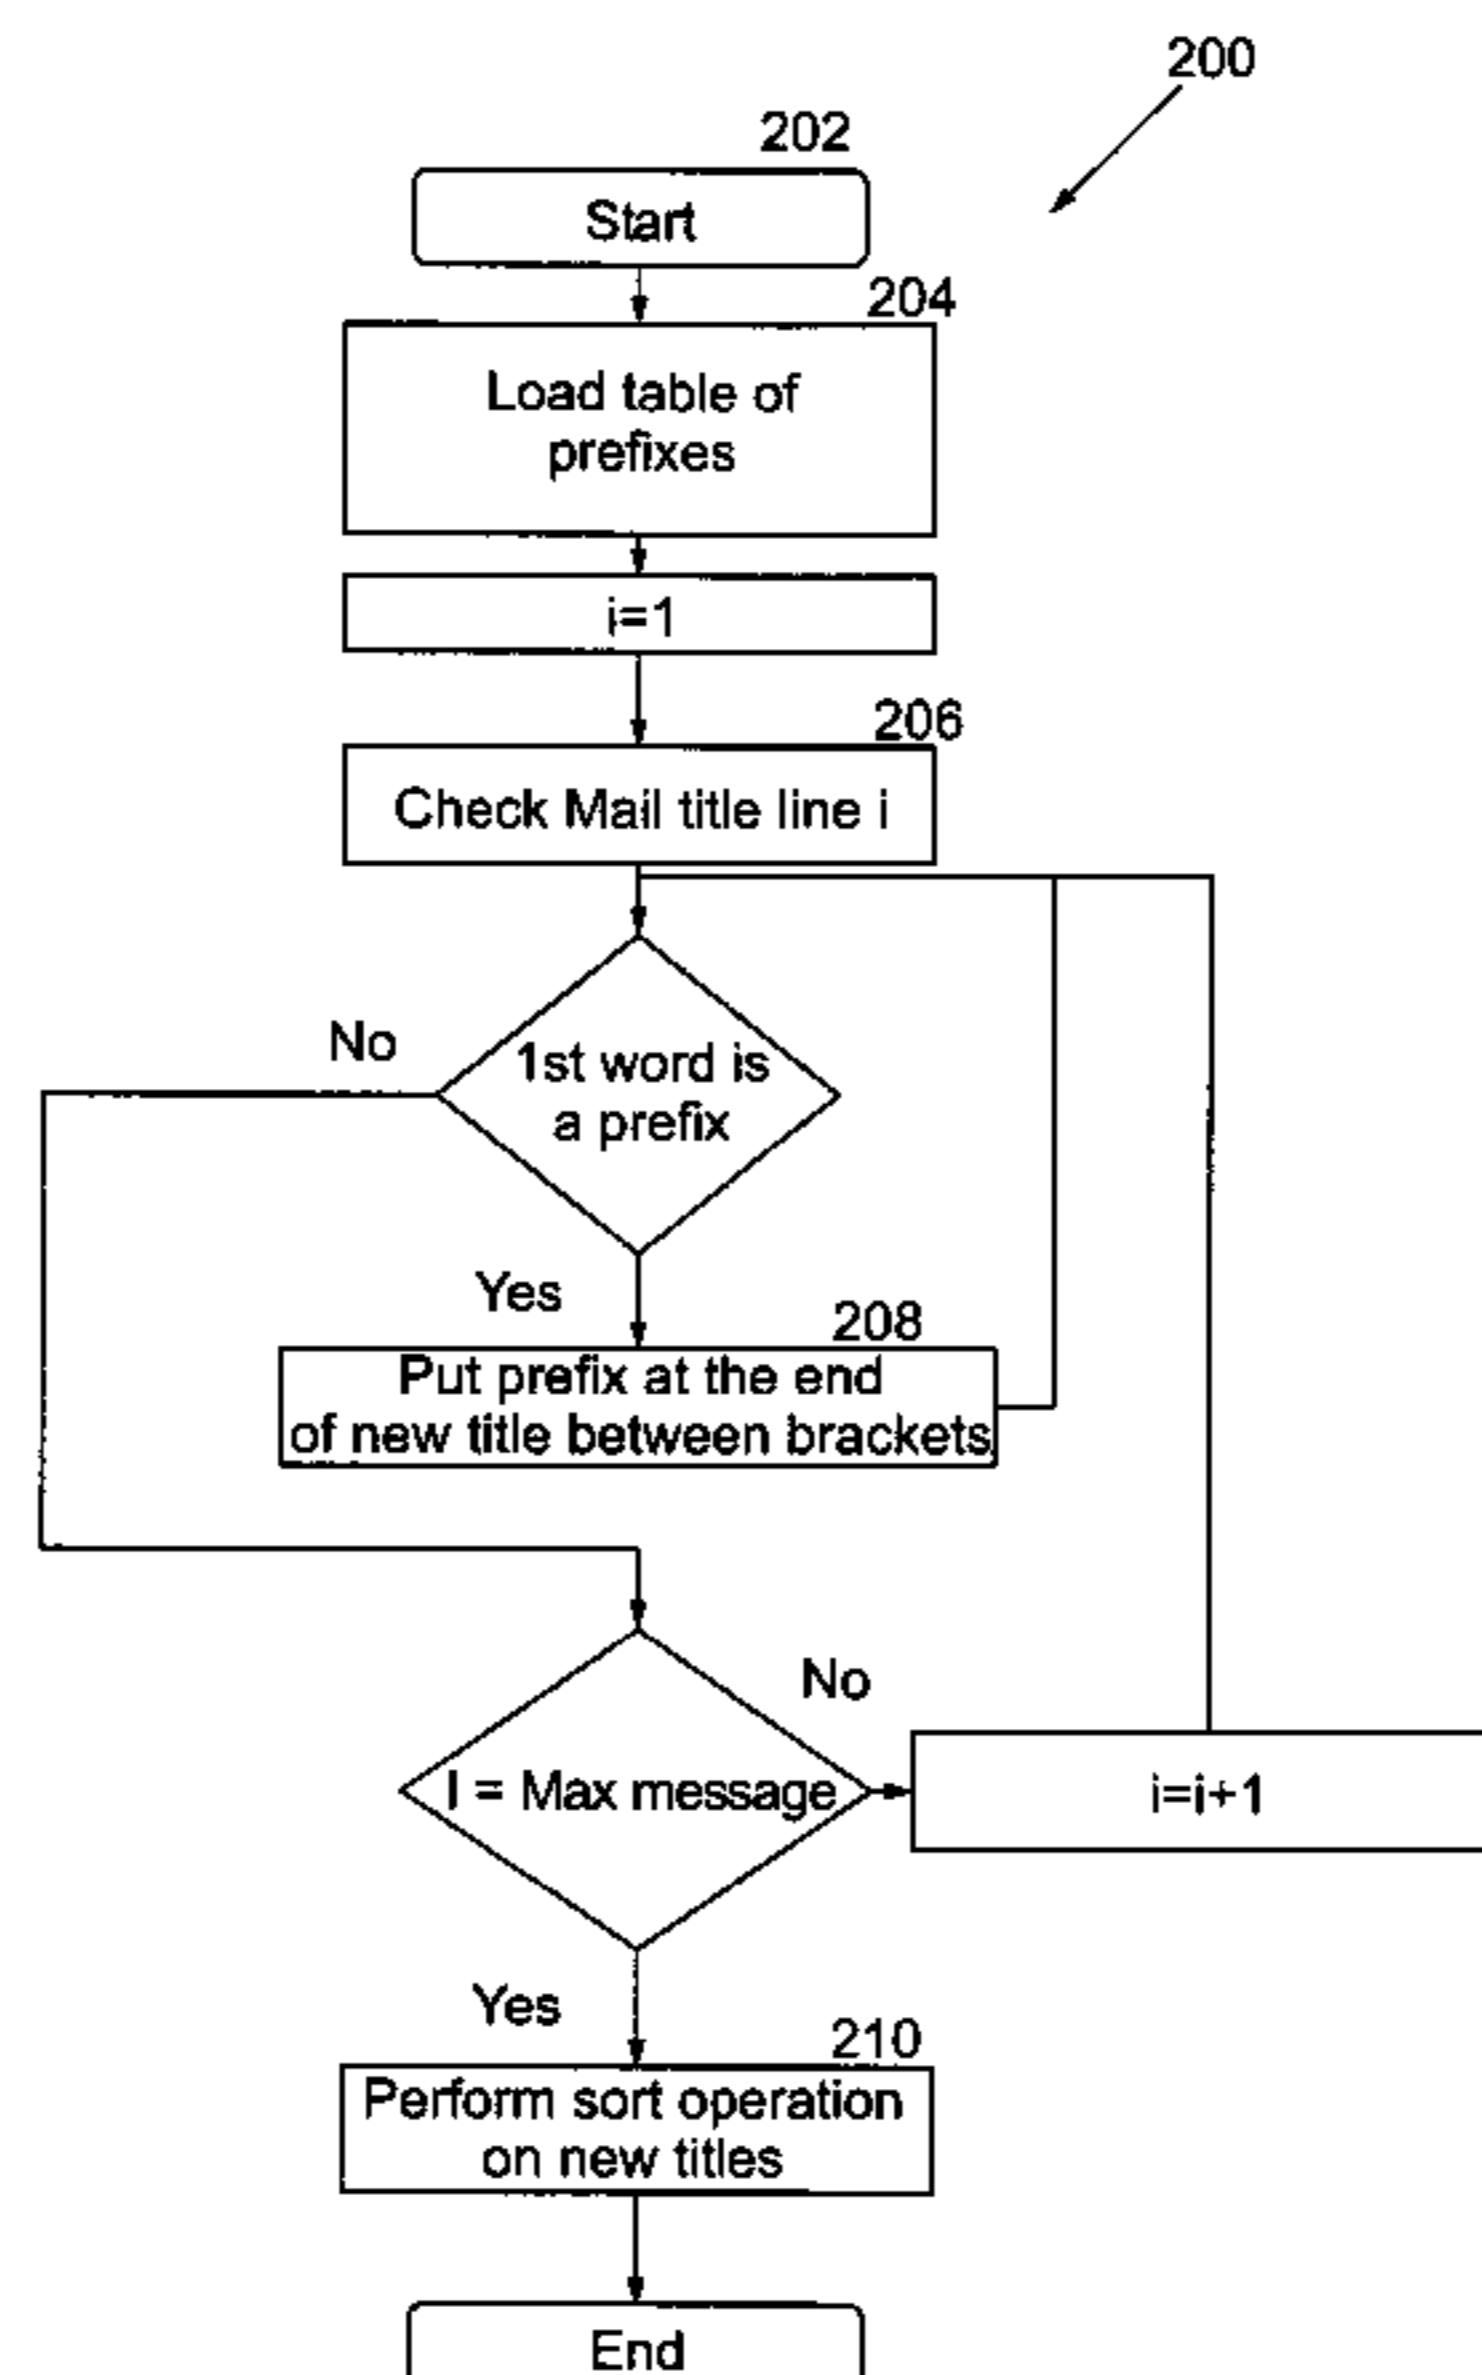 200
202
Start
204
Load table of
prefixes
i=1
206
Check Mail title line i
No
1st word is
a prefix
Yes
208
Put prefix at the end
of new title between brackets
No
I = Max message
i=i+1
Yes
210
Perform sort operation
on new titles
End